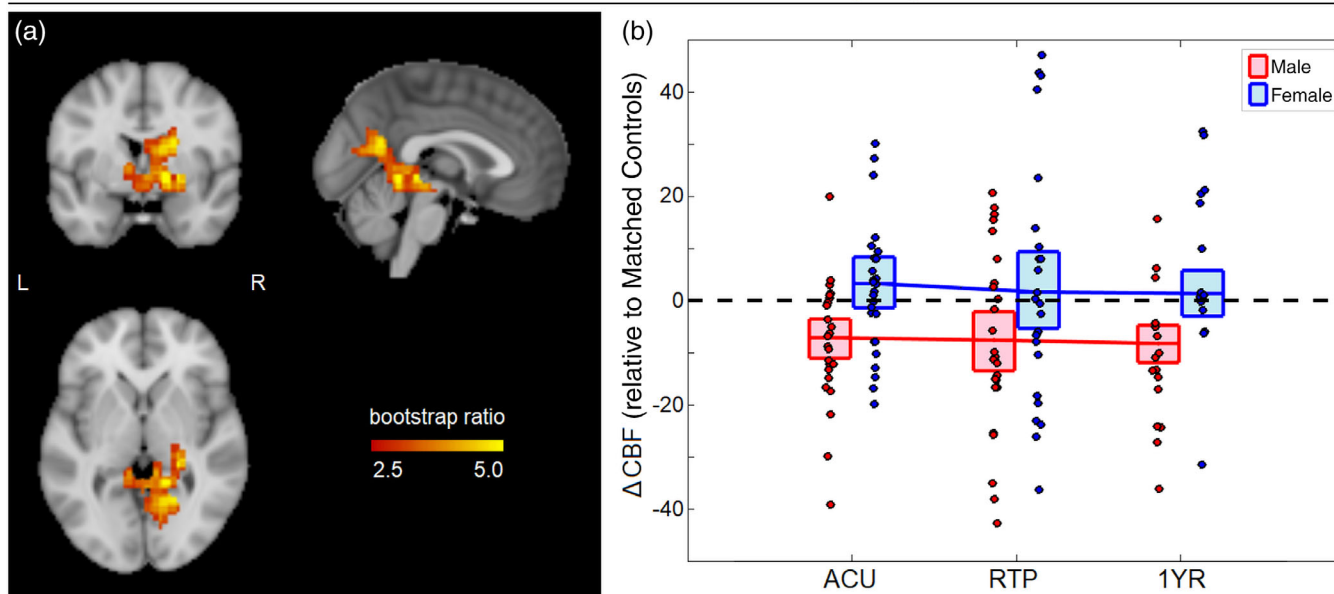 (a)
L R
bootstrap ratio
2.5 5.0
(b)
Male
Female
ΔCBF (relative to Matched Controls)
40
20
0
-20
-40
ACU RTP 1YR